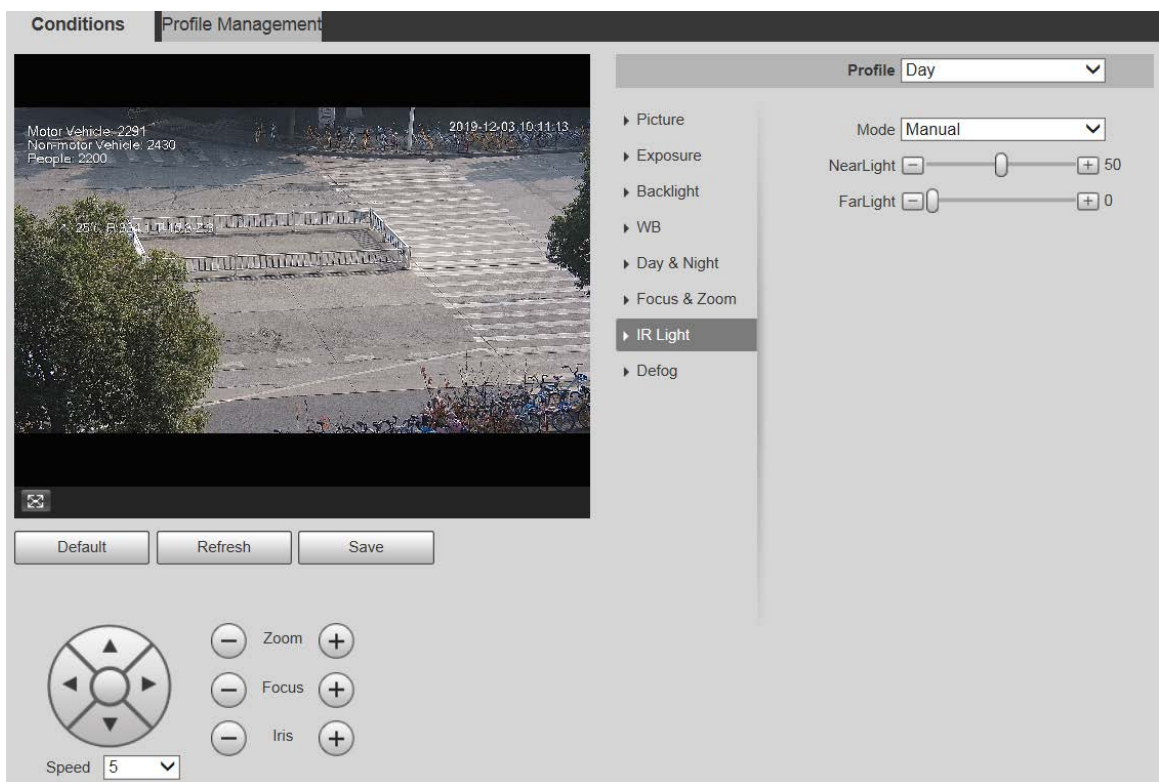 Conditions
Profile Management
Motor Vehicle: 2291
Non-motor Vehicle: 2430
People: 2200
2019-12-03 10:11:13
Default
Refresh
Save
Zoom
Focus
Iris
Speed 5
Profile Day
Picture
Exposure
Backlight
WB
Day & Night
Focus & Zoom
IR Light
Defog
Mode Manual
NearLight 50
FarLight 0